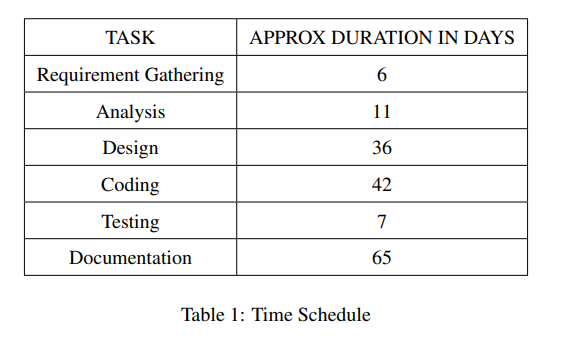 TASK APPROX DURATION IN DAYS
Requirement Gathering 6
Analysis 11
Design 36
Coding 42
Testing 7
Documentation 65
Table 1: Time Schedule